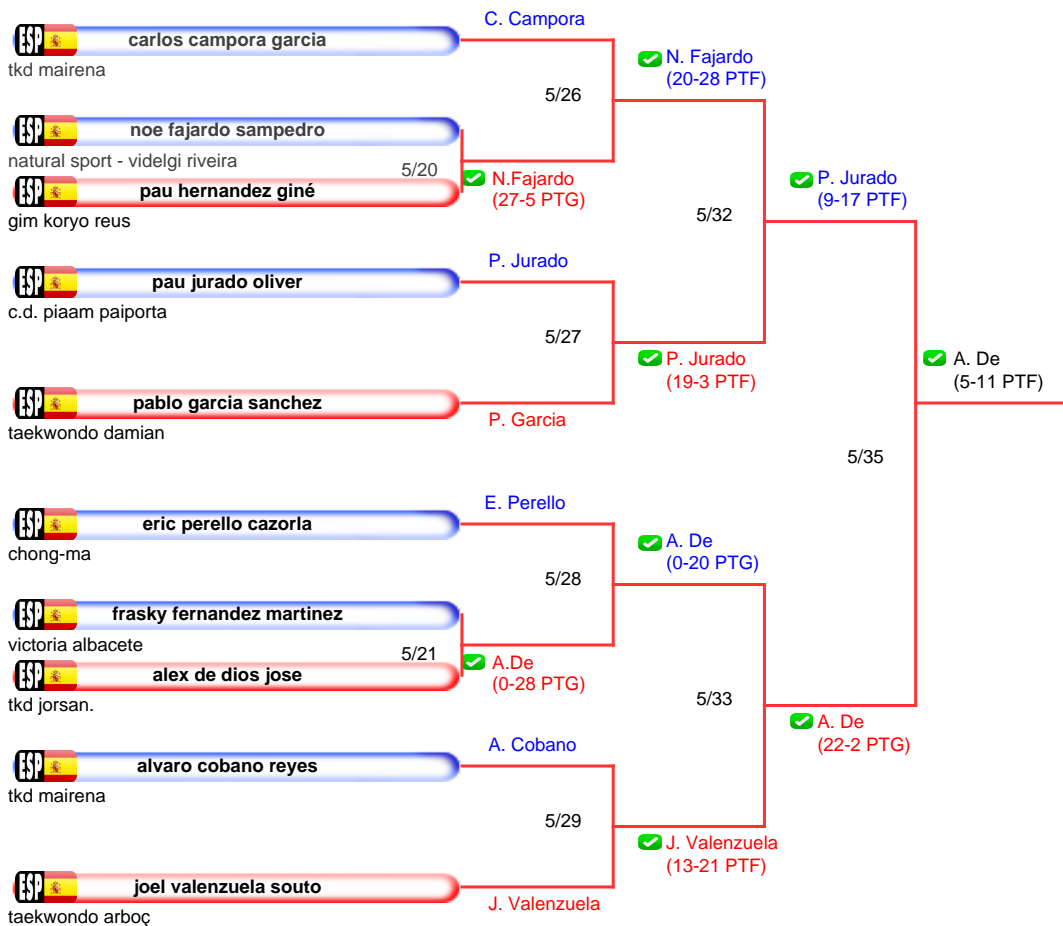 C. Campora
ESP carlos campora garcia
tkd mairena
N. Fajardo
(20-28 PTF)
5/26
ESP noe fajardo sampedro
natural sport - videlgi riveira
5/20
N.Fajardo
(27-5 PTG)
ESP pau hernandez giné
gim koryo reus
P. Jurado
(9-17 PTF)
5/32
P. Jurado
ESP pau jurado oliver
c.d. piaam paiporta
5/27
P. Jurado
(19-3 PTF)
A. De
(5-11 PTF)
ESP pablo garcia sanchez
P. Garcia
taekwondo damian
5/35
E. Perello
ESP eric perello cazorla
chong-ma
A. De
(0-20 PTG)
5/28
ESP frasky fernandez martinez
victoria albacete
5/21
A.De
(0-28 PTG)
ESP alex de dios jose
tkd jorsan.
5/33
A. De
(22-2 PTG)
A. Cobano
ESP alvaro cobano reyes
tkd mairena
5/29
J. Valenzuela
(13-21 PTF)
ESP joel valenzuela souto
J. Valenzuela
taekwondo arboç